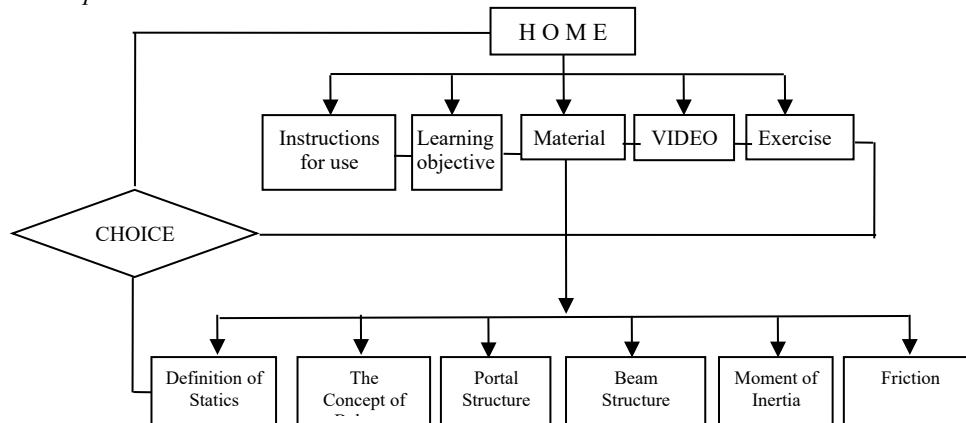 H O M E
Instructions
for use
Learning
objective
Material
VIDEO
Exercise
CHOICE
Definition of
Statics
The
Concept of
Portal
Structure
Beam
Structure
Moment of
Inertia
Friction